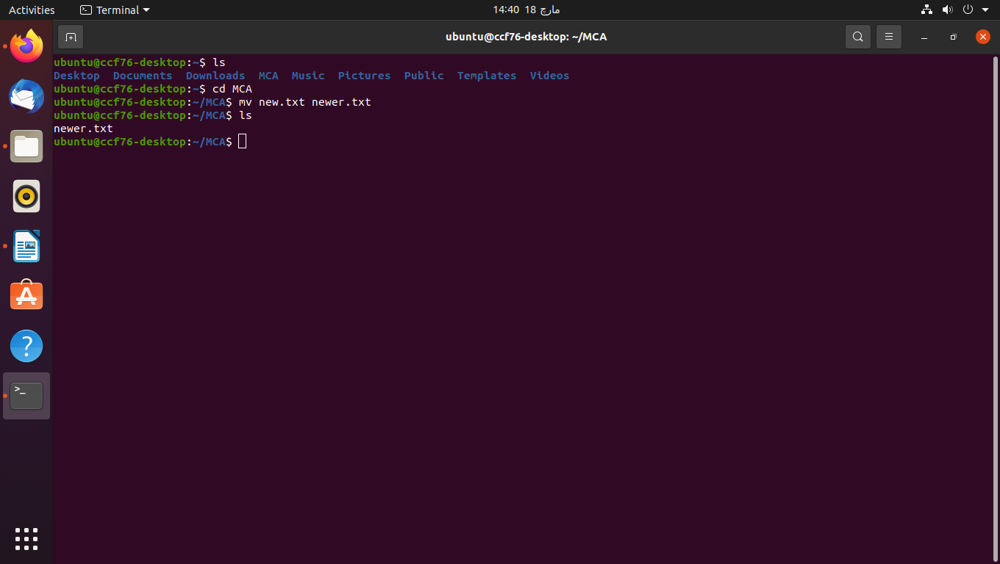 Activities Terminal 14:40 18 مارچ
ubuntu@ccf76-desktop: ~/MCA
ubuntu@ccf76-desktop:~$ ls
Desktop Documents Downloads MCA Music Pictures Public Templates Videos
ubuntu@ccf76-desktop:~$ cd MCA
ubuntu@ccf76-desktop:~/MCA$ mv new.txt newer.txt
ubuntu@ccf76-desktop:~/MCA$ ls
newer.txt
ubuntu@ccf76-desktop:~/MCA$